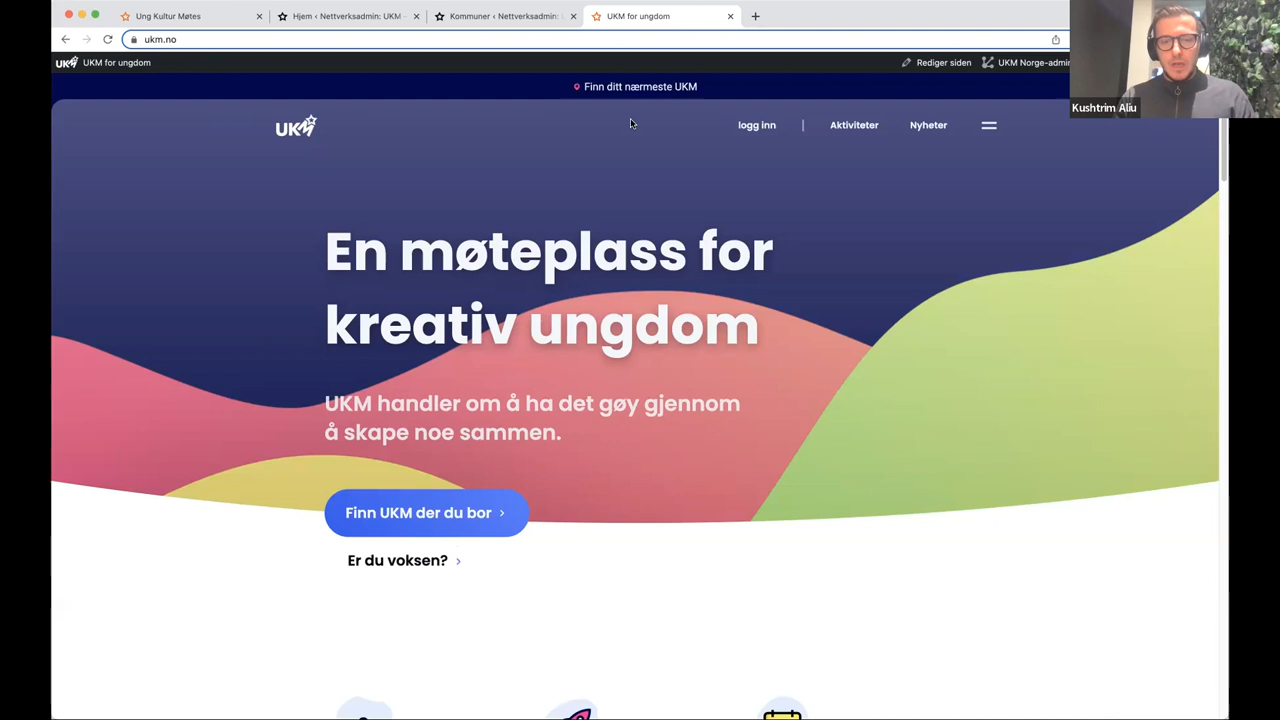 Ung Kultur Møtes
Hjem ‹ Nettverksadmin: UKM –
Kommuner ‹ Nettverksadmin:
UKM for ungdom
ukm.no
UKM
UKM for ungdom
Rediger siden
UKM Norge-admin
Kushtrim Aliu
Finn ditt nærmeste UKM
UKM
logg inn
Aktiviteter
Nyheter
En møteplass for
kreativ ungdom
UKM handler om å ha det gøy gjennom
å skape noe sammen.
Finn UKM der du bor
Er du voksen?